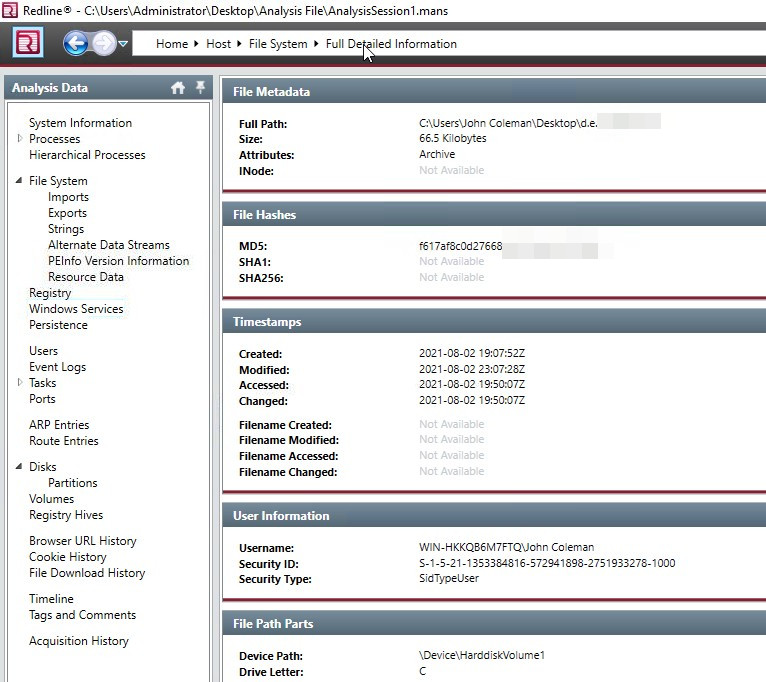 Redline® - C:\Users\Administrator\Desktop\Analysis File\AnalysisSession1.mans
Home Host File System Full Detailed Information
Analysis Data
System Information
Processes
Hierarchical Processes
File System
Imports
Exports
Strings
Alternate Data Streams
PEInfo Version Information
Resource Data
Registry
Windows Services
Persistence
Users
Event Logs
Tasks
Ports
ARP Entries
Route Entries
Disks
Partitions
Volumes
Registry Hives
Browser URL History
Cookie History
File Download History
Timeline
Tags and Comments
Acquisition History
File Metadata
Full Path: C:\Users\John Coleman\Desktop\d.e.
Size: 66.5 Kilobytes
Attributes: Archive
INode: Not Available
File Hashes
MD5: f617af8c0d27668
SHA1: Not Available
SHA256: Not Available
Timestamps
Created: 2021-08-02 19:07:52Z
Modified: 2021-08-02 23:07:28Z
Accessed: 2021-08-02 19:50:07Z
Changed: 2021-08-02 19:50:07Z
Filename Created: Not Available
Filename Modified: Not Available
Filename Accessed: Not Available
Filename Changed: Not Available
User Information
Username: WIN-HKKQB6M7FTQ\John Coleman
Security ID: S-1-5-21-1353384816-572941898-2751933278-1000
Security Type: SidTypeUser
File Path Parts
Device Path: \Device\HarddiskVolume1
Drive Letter: C